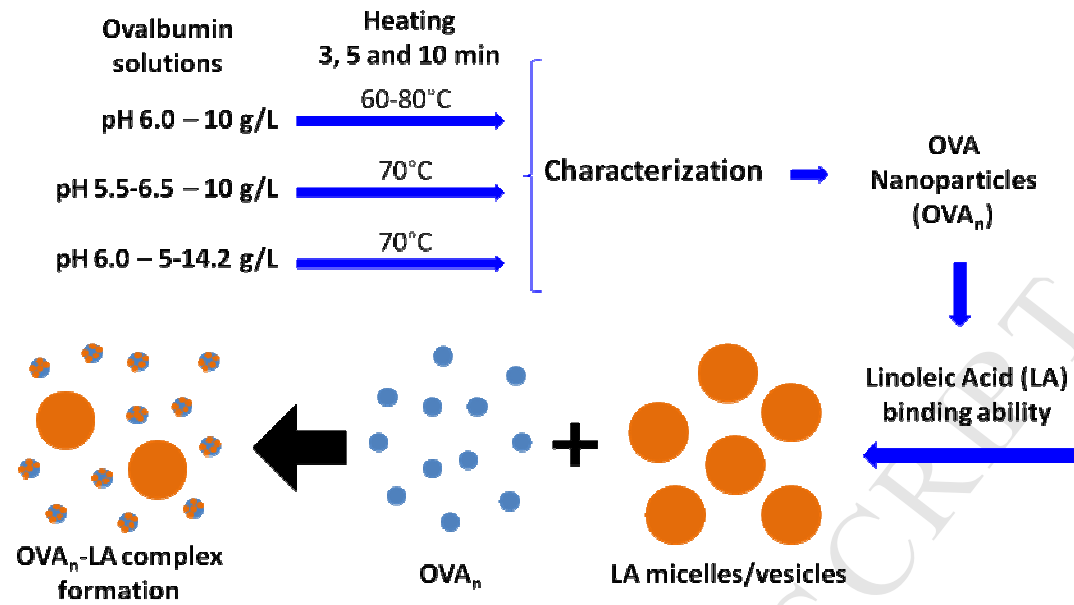 Ovalbumin
solutions
Heating
3, 5 and 10 min
pH 6.0 – 10 g/L
60-80°C
pH 5.5-6.5 – 10 g/L
70°C
pH 6.0 – 5-14.2 g/L
70°C
Characterization
OVA
Nanoparticles
(OVAn)
Linoleic Acid (LA)
binding ability
OVAn-LA complex
formation
OVAn
LA micelles/vesicles